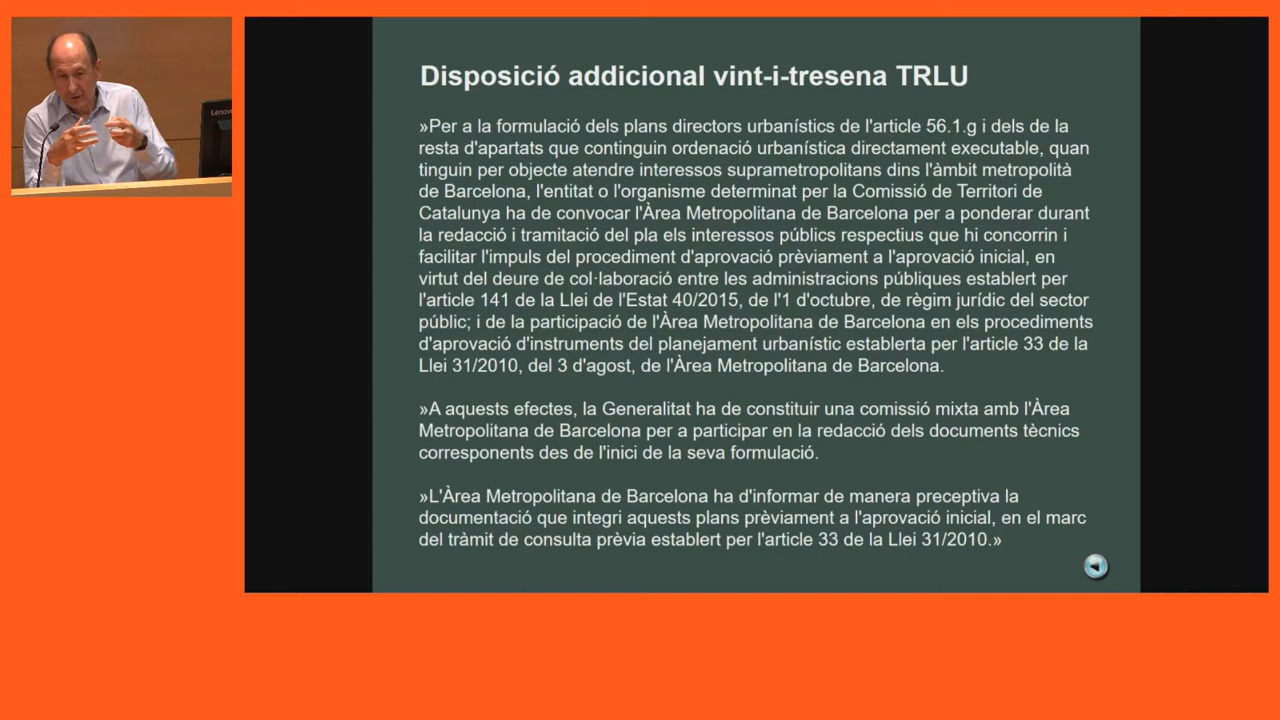 Lenovo
Disposició addicional vint-i-tresena TRLU
»Per a la formulació dels plans directors urbanístics de l'article 56.1.g i dels de la
resta d'apartats que continguin ordenació urbanística directament executable, quan
tinguin per objecte atendre interessos suprametropolitans dins l'àmbit metropolità
de Barcelona, l'entitat o l'organisme determinat per la Comissió de Territori de
Catalunya ha de convocar l'Àrea Metropolitana de Barcelona per a ponderar durant
la redacció i tramitació del pla els interessos públics respectius que hi concorrin i
facilitar l'impuls del procediment d'aprovació prèviament a l'aprovació inicial, en
virtut del deure de col·laboració entre les administracions públiques establert per
l'article 141 de la Llei de l'Estat 40/2015, de l'1 d'octubre, de règim jurídic del sector
públic; i de la participació de l'Àrea Metropolitana de Barcelona en els procediments
d'aprovació d'instruments del planejament urbanístic establerta per l'article 33 de la
Llei 31/2010, del 3 d'agost, de l'Àrea Metropolitana de Barcelona.
»A aquests efectes, la Generalitat ha de constituir una comissió mixta amb l'Àrea
Metropolitana de Barcelona per a participar en la redacció dels documents tècnics
corresponents des de l'inici de la seva formulació.
»L'Àrea Metropolitana de Barcelona ha d'informar de manera preceptiva la
documentació que integri aquests plans prèviament a l'aprovació inicial, en el marc
del tràmit de consulta prèvia establert per l'article 33 de la Llei 31/2010.»